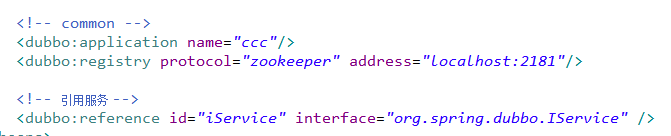 <!-- common -->
<dubbo:application name="ccc"/>
<dubbo:registry protocol="zookeeper" address="localhost:2181"/>
<!-- 引用服务 -->
<dubbo:reference id="iService" interface="org.spring.dubbo.IService" />